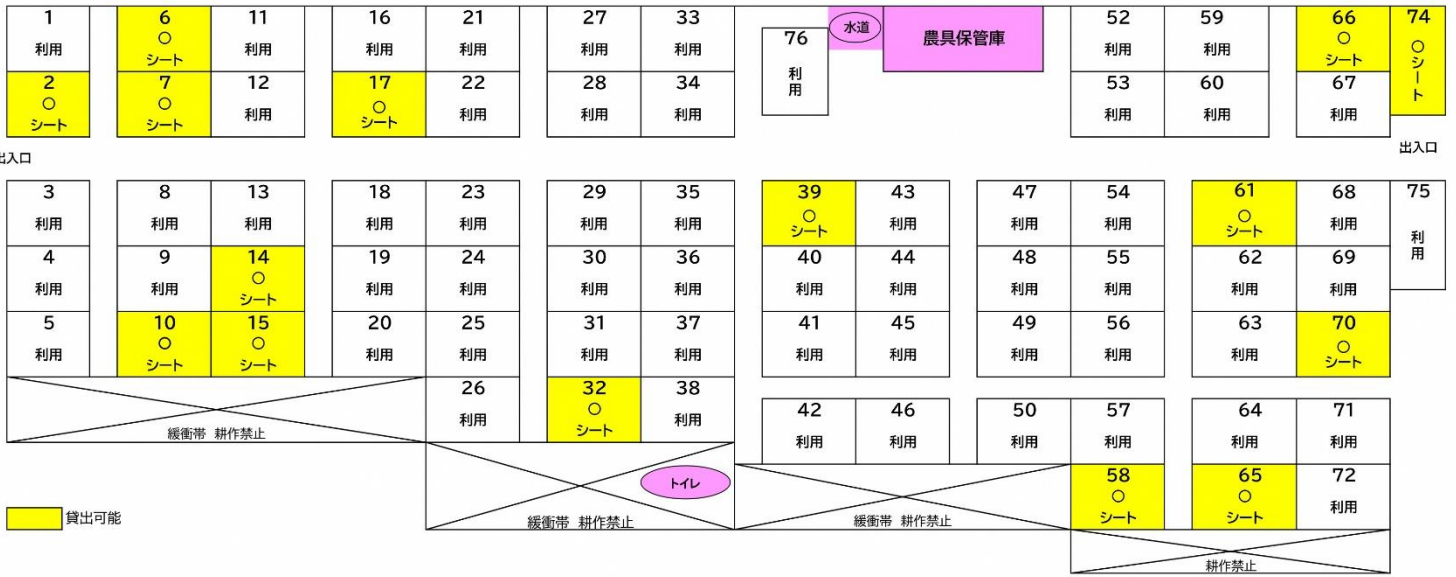 1 6 11 16 21 27 33 水道 52 59 66 74
利用 ○ 利用 利用 利用 利用 利用 76 農具保管庫 利用 利用 ○ ○シート
シート 利用 シート
2 7 12 17 22 28 34 53 60 67
○ ○ 利用 ○ 利用 利用 利用 利用 利用 利用
シート シート シート
出入口 出入口
3 8 13 18 23 29 35 39 43 47 54 61 68 75
利用 利用 利用 利用 利用 利用 利用 ○ 利用 利用 利用 ○ 利用 利用
シート シート
4 9 14 19 24 30 36 40 44 48 55 62 69
利用 利用 ○ 利用 利用 利用 利用 利用 利用 利用 利用 利用 利用
シート
5 10 15 20 25 31 37 41 45 49 56 63 70
利用 ○ ○ 利用 利用 利用 利用 利用 利用 利用 利用 利用 ○
シート シート シート
26 32 38 42 46 50 57 64 71
利用 ○ 利用 利用 利用 利用 利用 利用 利用
シート
緩衝帯 耕作禁止
トイレ 58 65 72
○ ○ 利用
シート シート
貸出可能 緩衝帯 耕作禁止 緩衝帯 耕作禁止
耕作禁止